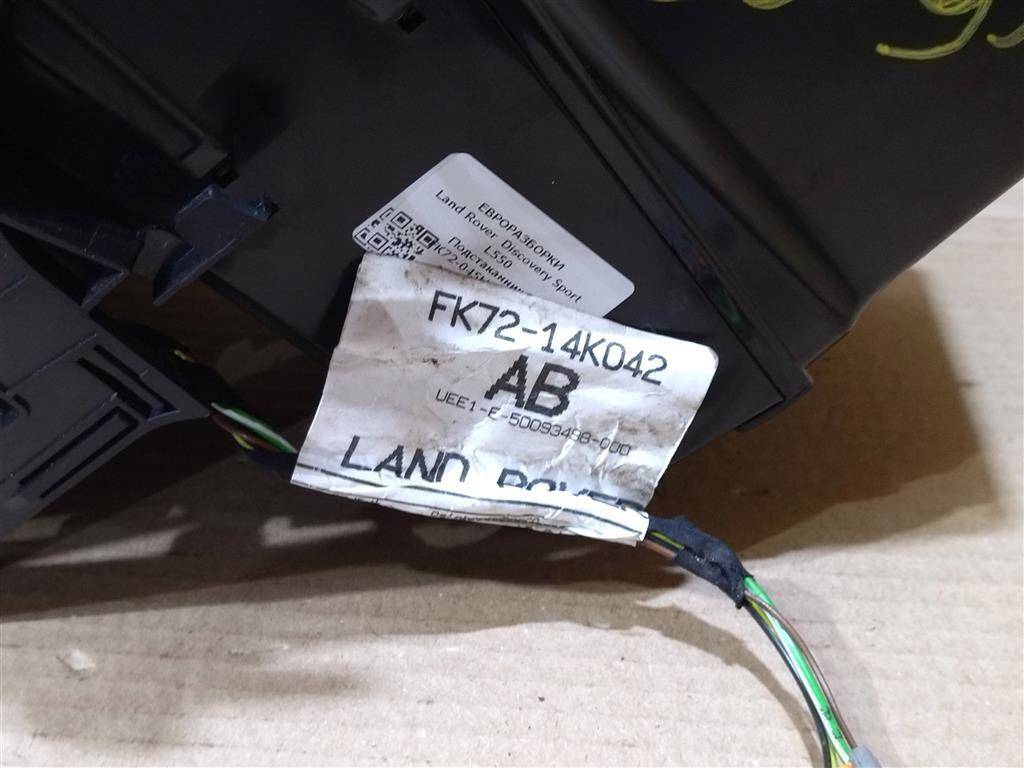 ЕВРОРАЗБОРКИ
Land Rover Discovery Sport
L550
Подстаканник
FK72-14K042
AB
UEE1-E-50093498-000
LAND ROVER